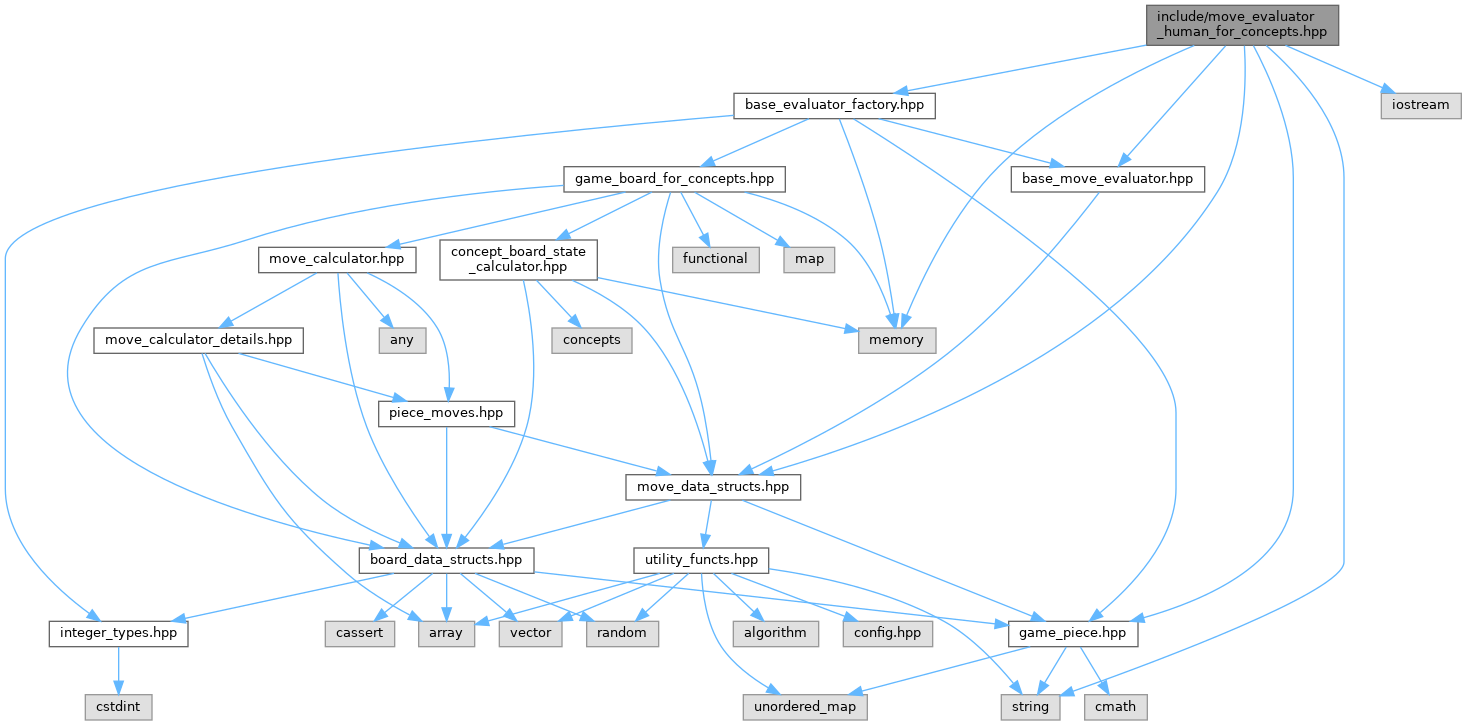 include/move_evaluator
_human_for_concepts.hpp
base_evaluator_factory.hpp
iostream
game_board_for_concepts.hpp
base_move_evaluator.hpp
move_calculator.hpp
concept_board_state
_calculator.hpp
functional
map
move_calculator_details.hpp
any
concepts
memory
piece_moves.hpp
move_data_structs.hpp
board_data_structs.hpp
utility_functs.hpp
integer_types.hpp
cassert
array
vector
random
algorithm
config.hpp
game_piece.hpp
cstdint
unordered_map
string
cmath